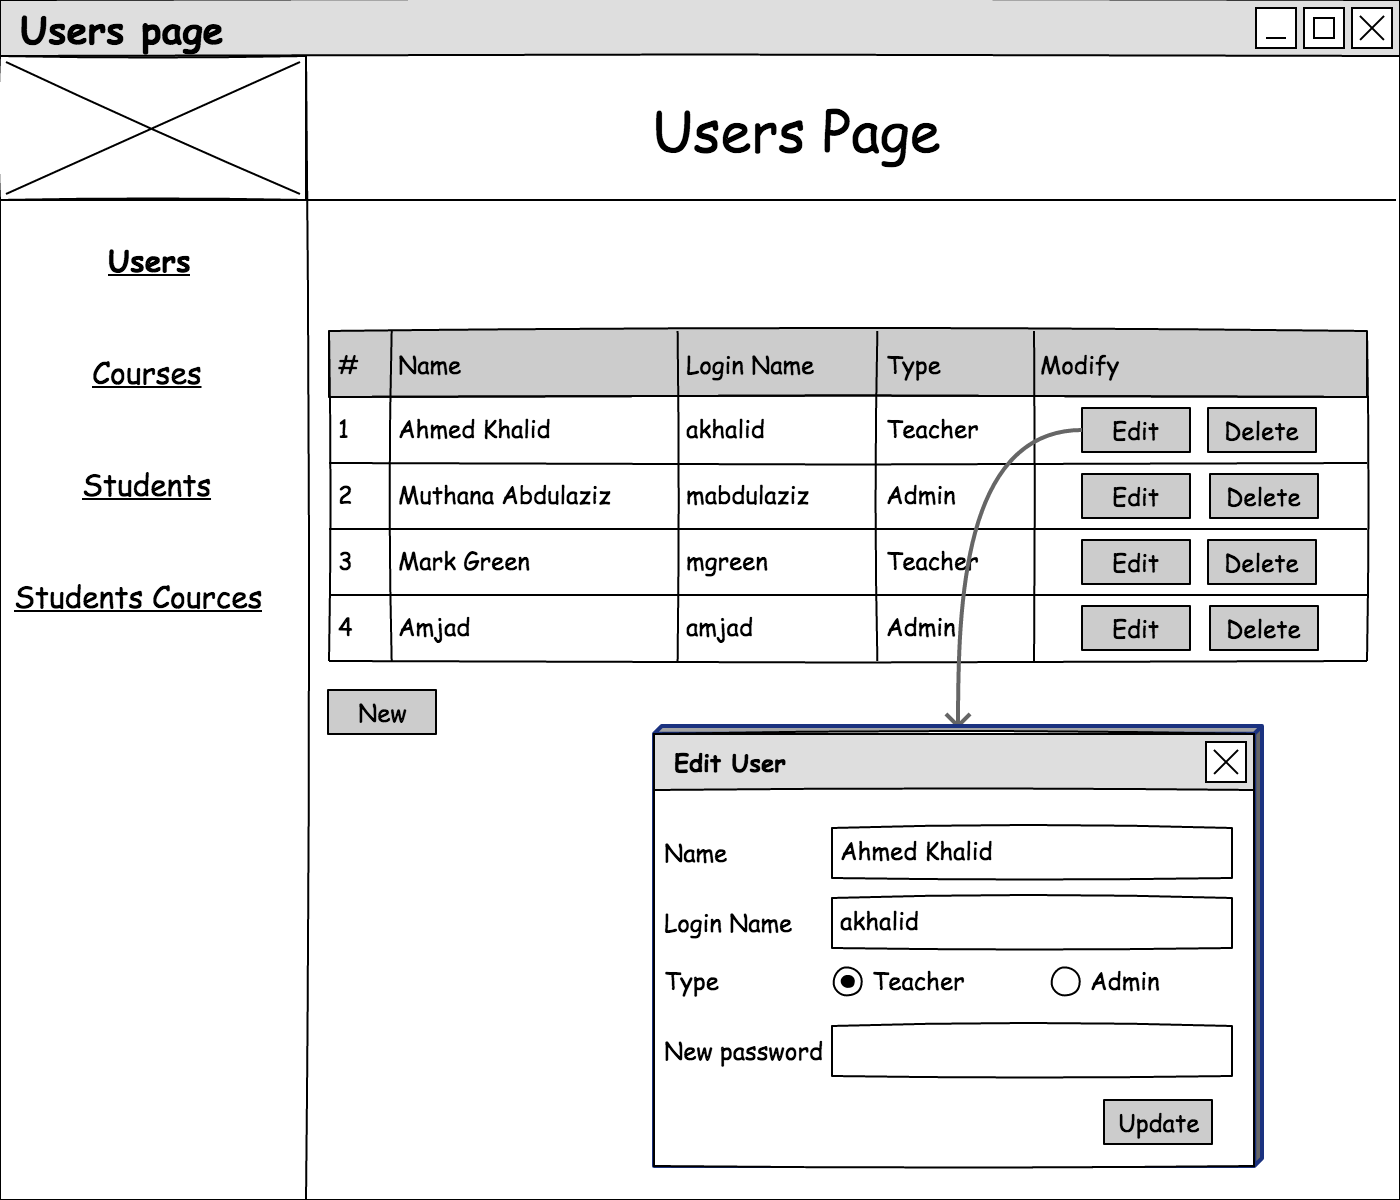 Users page
Users Page
Users
Courses
Students
Students Cources
# Name Login Name Type Modify
1 Ahmed Khalid akhalid Teacher Edit Delete
2 Muthana Abdulaziz mabdulaziz Admin Edit Delete
3 Mark Green mgreen Teacher Edit Delete
4 Amjad amjad Admin Edit Delete
New
Edit User
Name Ahmed Khalid
Login Name akhalid
Type Teacher Admin
New password
Update